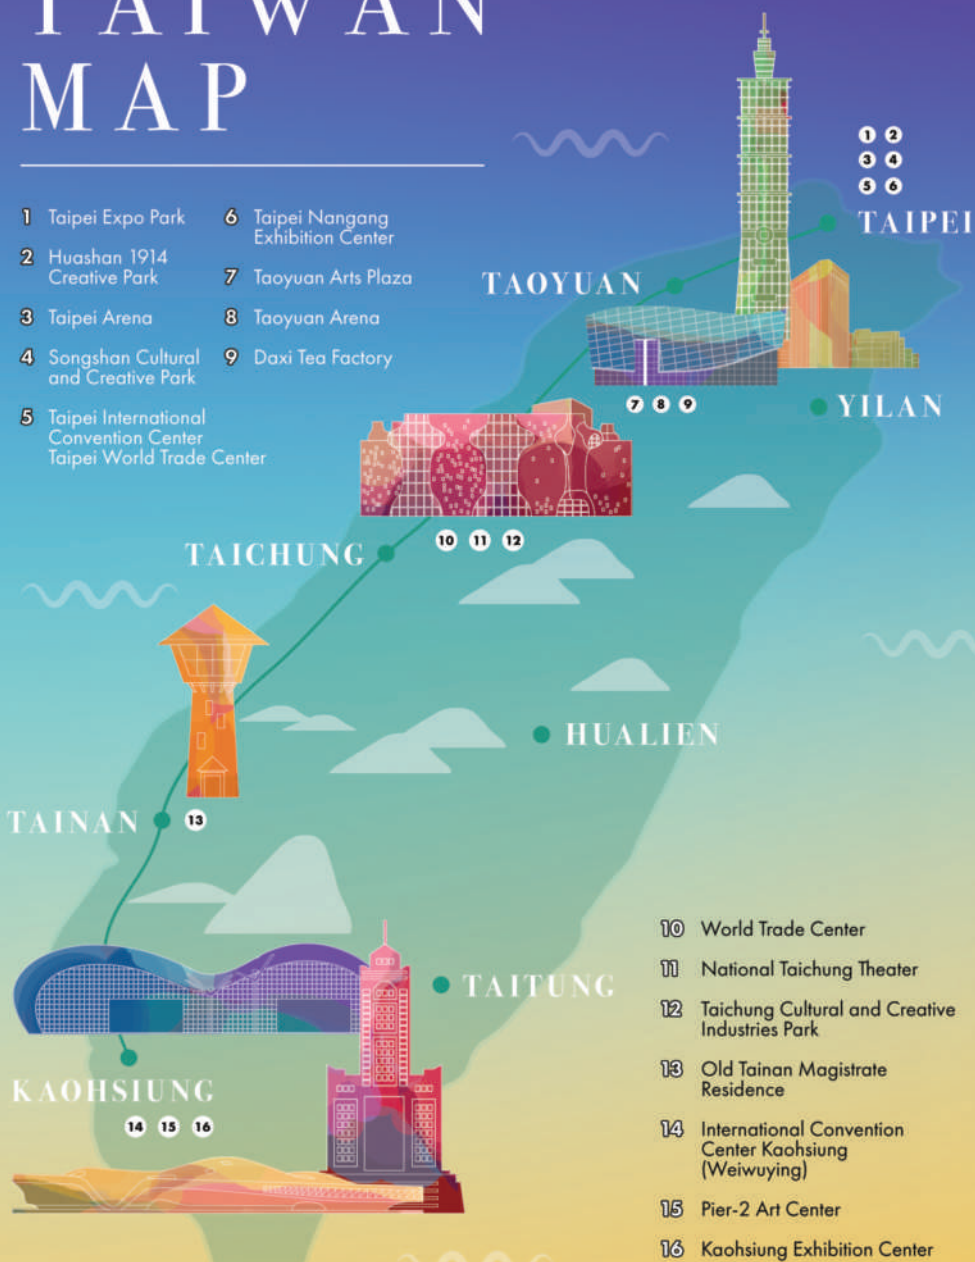 TAIWAN
MAP
1 Taipei Expo Park
2 Huashan 1914
Creative Park
3 Taipei Arena
4 Songshan Cultural
and Creative Park
5 Taipei International
Convention Center
Taipei World Trade Center
6 Taipei Nangang
Exhibition Center
7 Taoyuan Arts Plaza
8 Taoyuan Arena
9 Daxi Tea Factory
1 2
3 4
5 6
TAIPEI
TAOYUAN
7 8 9
YILAN
TAICHUNG
10 11 12
HUALIEN
TAINAN
13
TAITUNG
KAOHSIUNG
14 15 16
10 World Trade Center
11 National Taichung Theater
12 Taichung Cultural and Creative
Industries Park
13 Old Tainan Magistrate
Residence
14 International Convention
Center Kaohsiung
(Weiwuying)
15 Pier-2 Art Center
16 Kaohsiung Exhibition Center